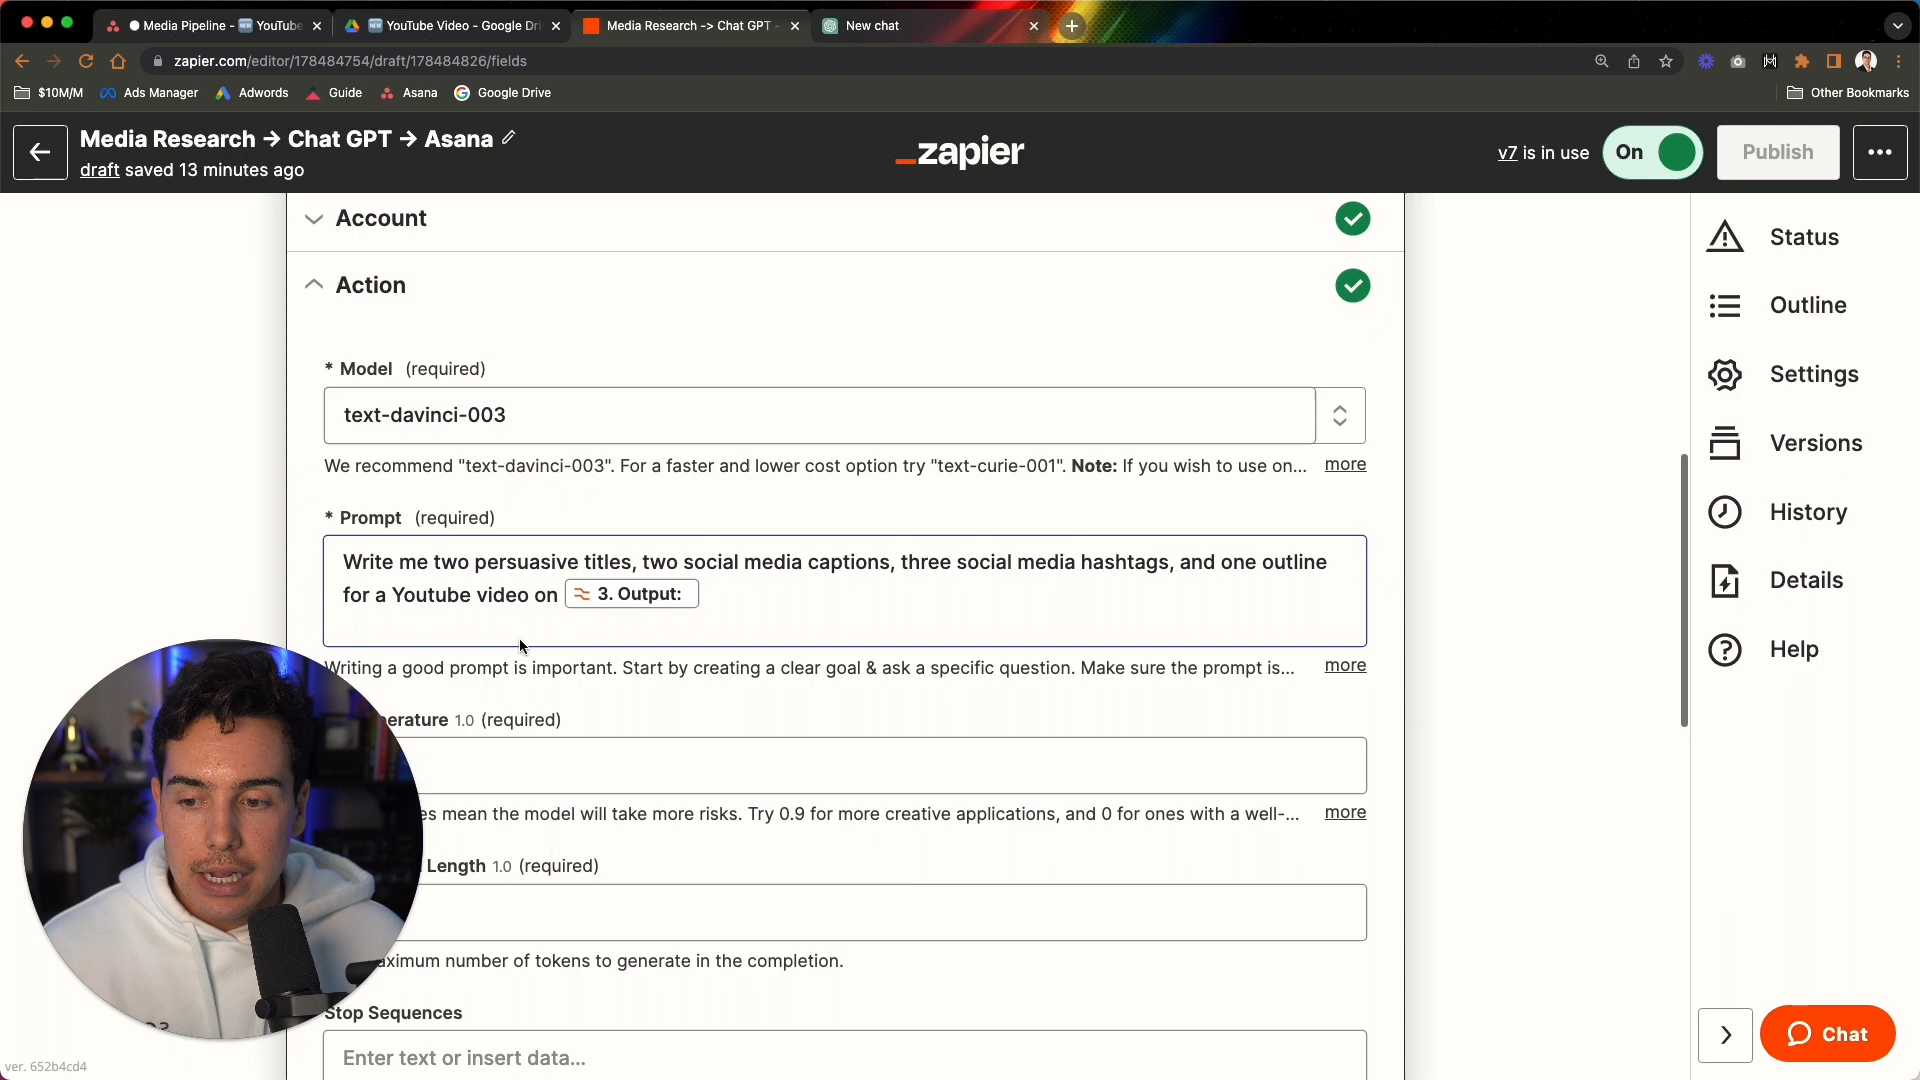 Media Pipeline - YouTube
YouTube Video - Google Dri
Media Research -> Chat GPT -
New chat
zapier.com/editor/178484754/draft/178484826/fields
$10M/M
Ads Manager
Adwords
Guide
Asana
Google Drive
Other Bookmarks
Media Research → Chat GPT → Asana
draft saved 13 minutes ago
_zapier
v7 is in use
On
Publish
Account
Action
* Model (required)
text-davinci-003
We recommend "text-davinci-003". For a faster and lower cost option try "text-curie-001". Note: If you wish to use on... more
* Prompt (required)
Write me two persuasive titles, two social media captions, three social media hashtags, and one outline
for a Youtube video on 3. Output:
Writing a good prompt is important. Start by creating a clear goal & ask a specific question. Make sure the prompt is... more
erature 1.0 (required)
es mean the model will take more risks. Try 0.9 for more creative applications, and 0 for ones with a well-... more
Length 1.0 (required)
aximum number of tokens to generate in the completion.
Stop Sequences
Enter text or insert data...
Status
Outline
Settings
Versions
History
Details
Help
Chat
ver. 652b4cd4